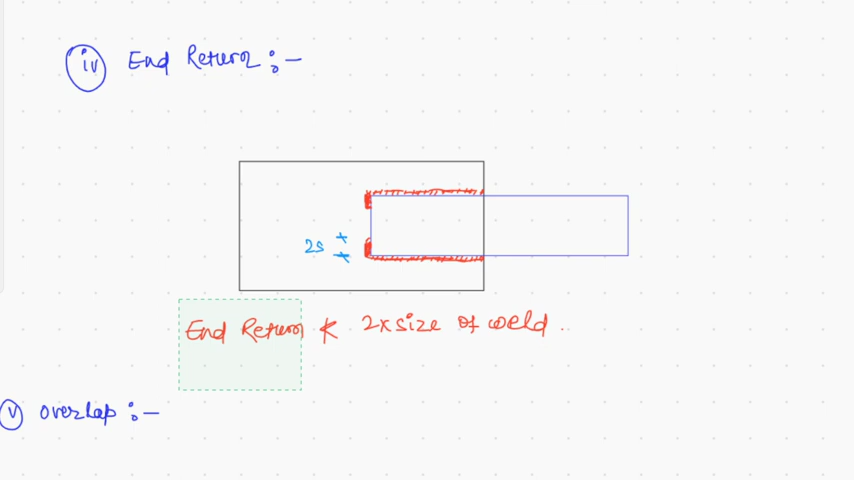 iv End Return :-
2s
End Return ≮ 2x size of weld .
v overlap :-